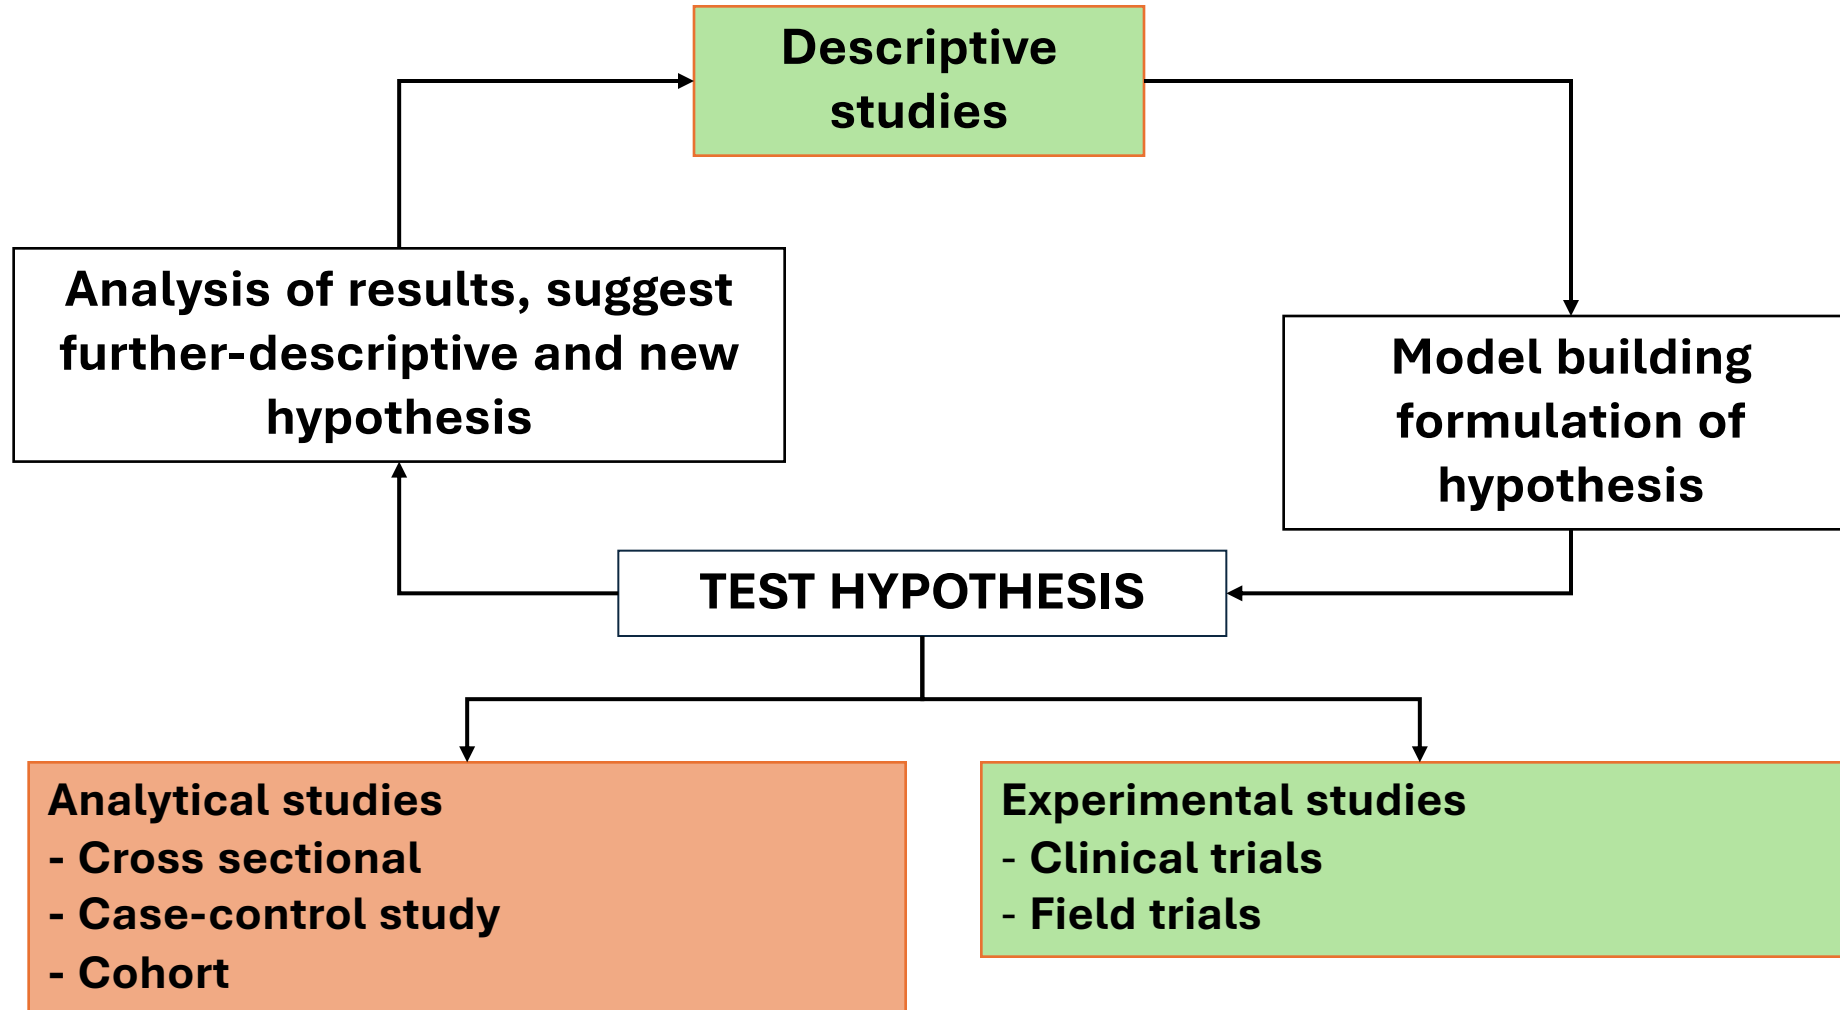 Descriptive
studies
Analysis of results, suggest
further-descriptive and new
hypothesis
Model building
formulation of
hypothesis
TEST HYPOTHESIS
Analytical studies
- Cross sectional
- Case-control study
- Cohort
Experimental studies
- Clinical trials
- Field trials